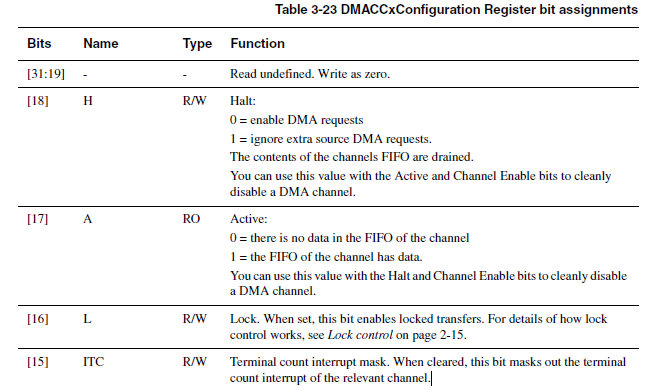 Table 3-23 DMACCxConfiguration Register bit assignments
Bits Name Type Function
[31:19] - - Read undefined. Write as zero.
[18] H R/W Halt:
0 = enable DMA requests
1 = ignore extra source DMA requests.
The contents of the channels FIFO are drained.
You can use this value with the Active and Channel Enable bits to cleanly
disable a DMA channel.
[17] A RO Active:
0 = there is no data in the FIFO of the channel
1 = the FIFO of the channel has data.
You can use this value with the Halt and Channel Enable bits to cleanly disable
a DMA channel.
[16] L R/W Lock. When set, this bit enables locked transfers. For details of how lock
control works, see Lock control on page 2-15.
[15] ITC R/W Terminal count interrupt mask. When cleared, this bit masks out the terminal
count interrupt of the relevant channel.